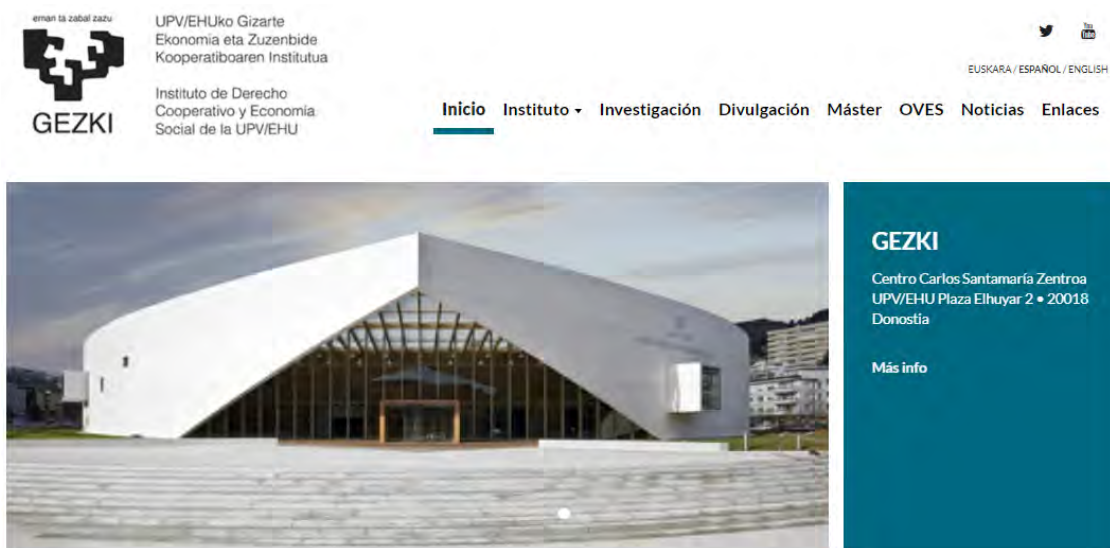 eman ta zabal zazu
GEZKI
UPV/EHUko Gizarte
Ekonomia eta Zuzenbide
Kooperatiboaren Institutua
Instituto de Derecho
Cooperativo y Economía
Social de la UPV/EHU
You
Tube
EUSKARA / ESPAÑOL / ENGLISH
Inicio Instituto Investigación Divulgación Máster OVES Noticias Enlaces
GEZKI
Centro Carlos Santamaría Zentroa
UPV/EHU Plaza Elhuyar 2 • 20018
Donostia
Más info